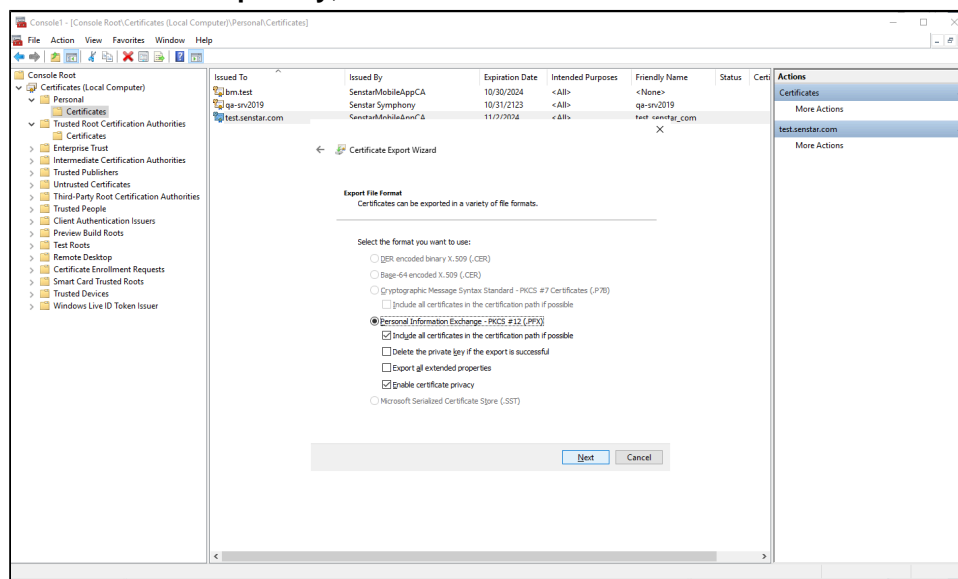 Console1 - [Console Root\Certificates (Local Computer)\Personal\Certificates]
File Action View Favorites Window Help
Console Root
Certificates (Local Computer)
Personal
Certificates
Trusted Root Certification Authorities
Certificates
Enterprise Trust
Intermediate Certification Authorities
Trusted Publishers
Untrusted Certificates
Third-Party Root Certification Authorities
Trusted People
Client Authentication Issuers
Preview Build Roots
Test Roots
Remote Desktop
Certificate Enrollment Requests
Smart Card Trusted Roots
Trusted Devices
Windows Live ID Token Issuer
Issued To Issued By Expiration Date Intended Purposes Friendly Name Status Certi
bm.test SenstarMobileAppCA 10/30/2024 <All> <None>
qa-srv2019 Senstar Symphony 10/31/2123 <All> qa-srv2019
test.senstar.com SenstarMobileAppCA 11/2/2024 <All> test_senstar_com
Certificate Export Wizard
Export File Format
Certificates can be exported in a variety of file formats.
Select the format you want to use:
DER encoded binary X.509 (.CER)
Base-64 encoded X.509 (.CER)
Cryptographic Message Syntax Standard - PKCS #7 Certificates (.P7B)
Include all certificates in the certification path if possible
Personal Information Exchange - PKCS #12 (.PFX)
Include all certificates in the certification path if possible
Delete the private key if the export is successful
Export all extended properties
Enable certificate privacy
Microsoft Serialized Certificate Store (.SST)
Next Cancel
Actions
Certificates
More Actions
test.senstar.com
More Actions